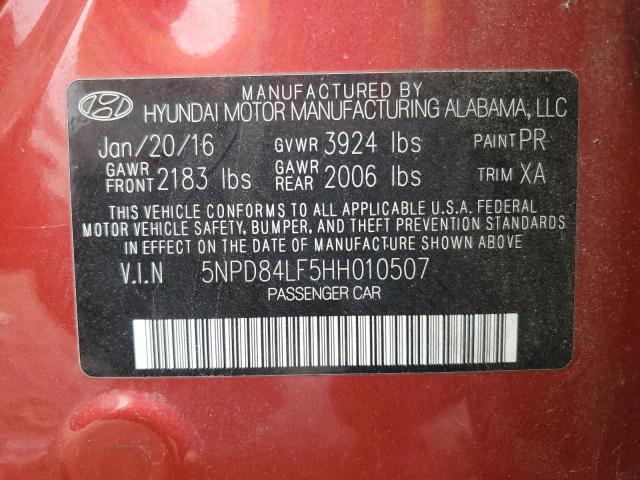 MANUFACTURED BY
HYUNDAI MOTOR MANUFACTURING ALABAMA, LLC
Jan/20/16 GVWR 3924 lbs PAINT PR
GAWR FRONT 2183 lbs GAWR REAR 2006 lbs TRIM XA
THIS VEHICLE CONFORMS TO ALL APPLICABLE U.S.A. FEDERAL
MOTOR VEHICLE SAFETY, BUMPER, AND THEFT PREVENTION STANDARDS
IN EFFECT ON THE DATE OF MANUFACTURE SHOWN ABOVE.
V.I.N 5NPD84LF5HH010507
PASSENGER CAR